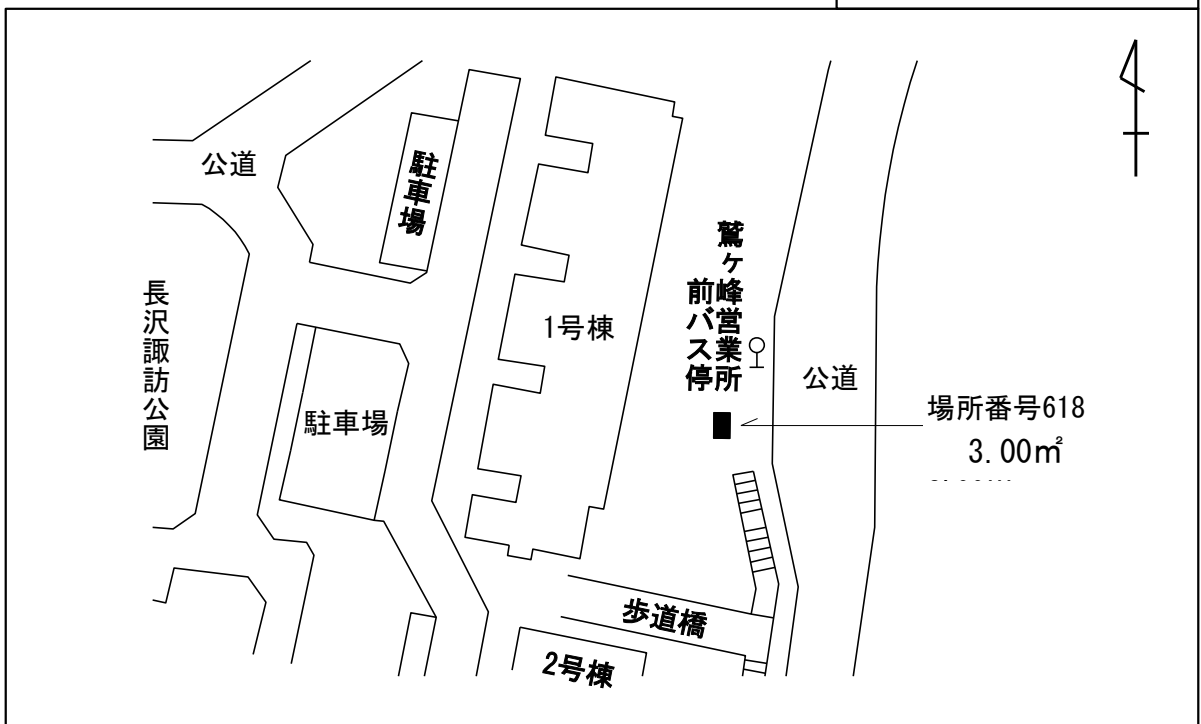 公道
駐車場
鷲ヶ峰営業所
前バス停
長沢諏訪公園
1号棟
公道
駐車場
場所番号618
3.00㎡
歩道橋
2号棟